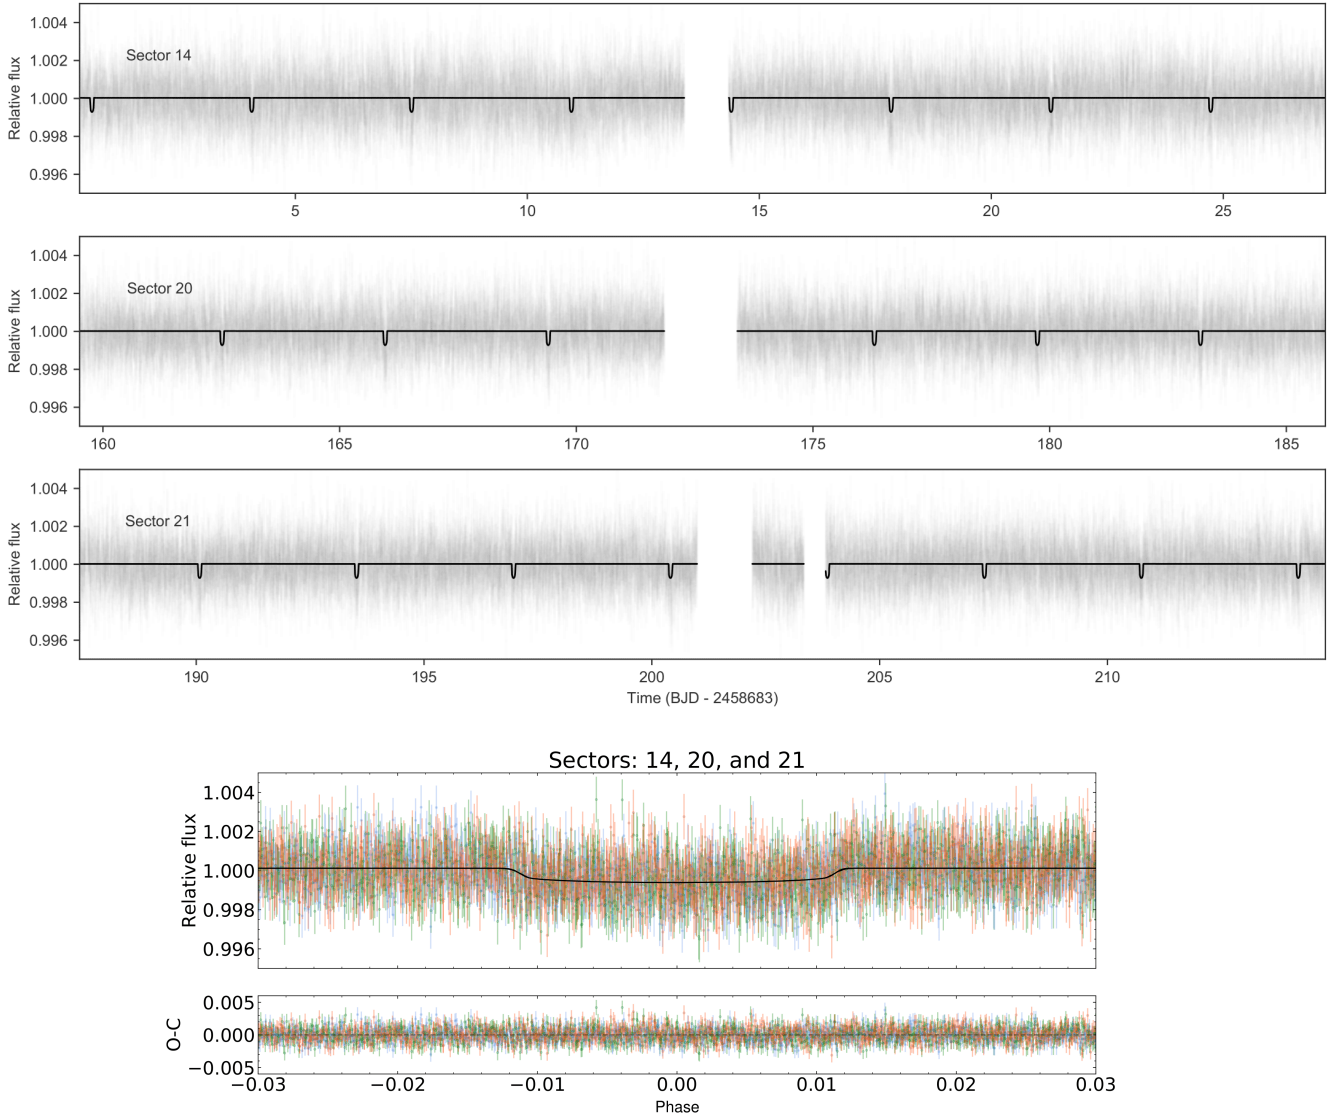 1.004
1.002
1.000
0.998
0.996
Relative flux
Sector 14
5 10 15 20 25
1.004
1.002
1.000
0.998
0.996
Relative flux
Sector 20
160 165 170 175 180 185
1.004
1.002
1.000
0.998
0.996
Relative flux
Sector 21
190 195 200 205 210
Time (BJD - 2458683)
Sectors: 14, 20, and 21
1.004
1.002
1.000
0.998
0.996
Relative flux
0.005
0.000
−0.005
O-C
−0.03 −0.02 −0.01 0.00 0.01 0.02 0.03
Phase